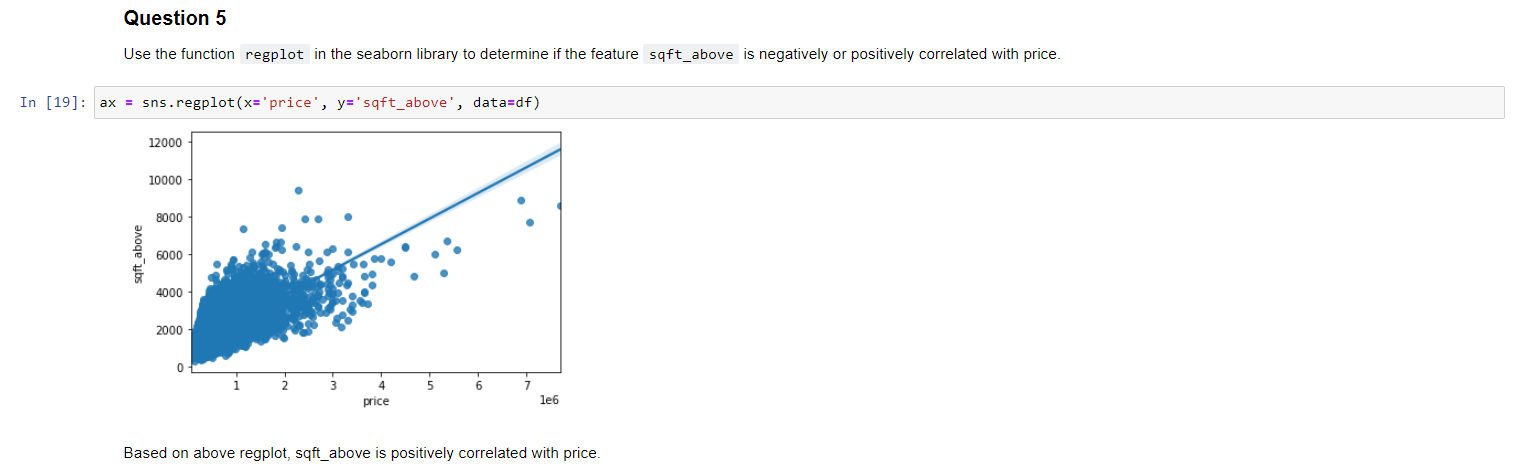 Question 5
Use the function regplot in the seaborn library to determine if the feature sqft_above is negatively or positively correlated with price.
In [19]: ax = sns.regplot(x='price', y='sqft_above', data=df)
12000
10000
8000
6000
4000
2000
0
sqft_above
1 2 3 4 5 6 7
price
1e6
Based on above regplot, sqft_above is positively correlated with price.